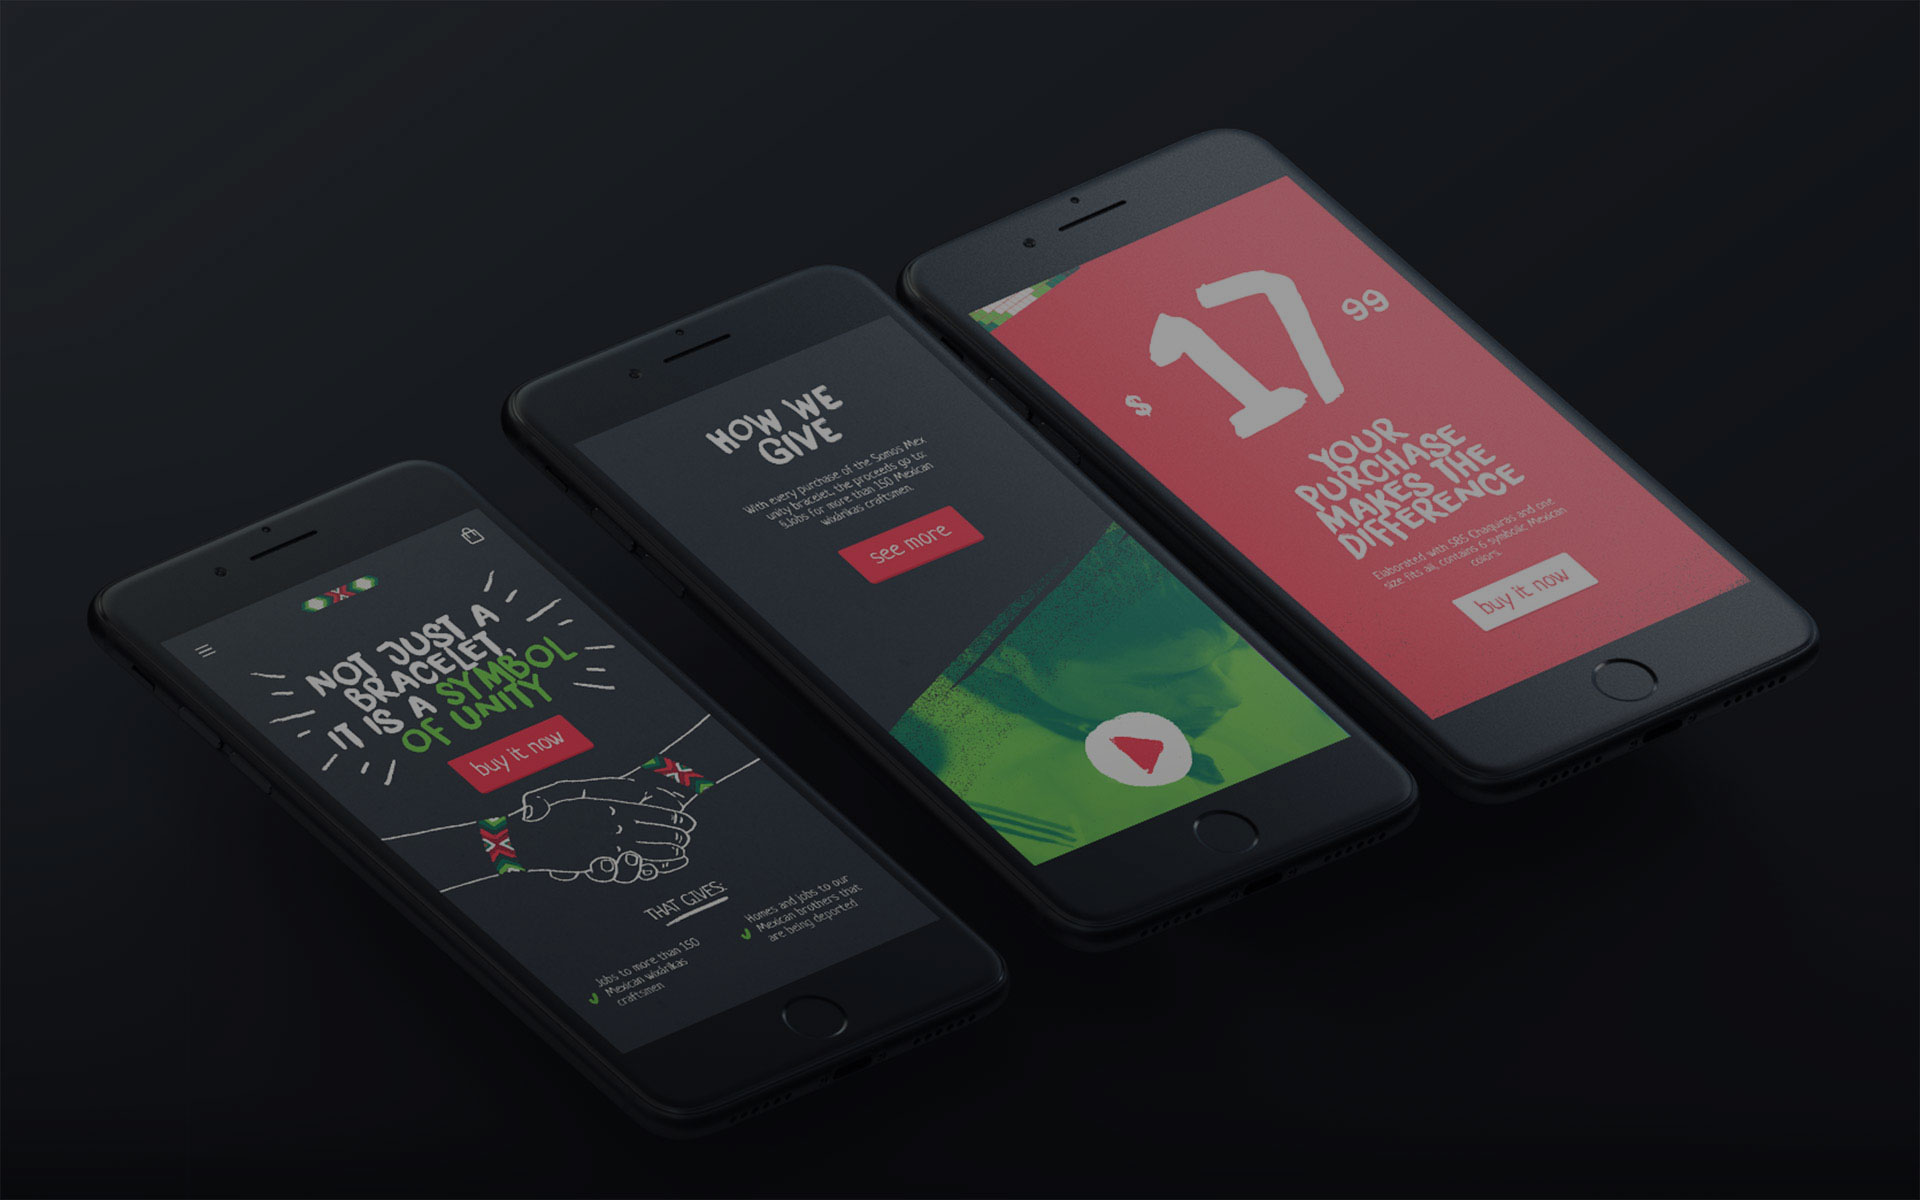 NOT JUST A
BRACELET,
IT IS A SYMBOL
OF UNITY
buy it now
THAT GIVES:
Jobs to more than 150
Mexican wixárikas
craftsmen
Homes and jobs to our
Mexican brothers that
are being deported
HOW WE
GIVE
With every purchase of the Somos Mex
unity bracelet, the proceeds go to:
&Jobs for more than 150 Mexican
wixárikas craftsmen.
see more
$ 17 99
YOUR
PURCHASE
MAKES THE
DIFFERENCE
Elaborated with 585 Chaquiras and one
size fits all, contains 6 symbolic Mexican
colors.
buy it now